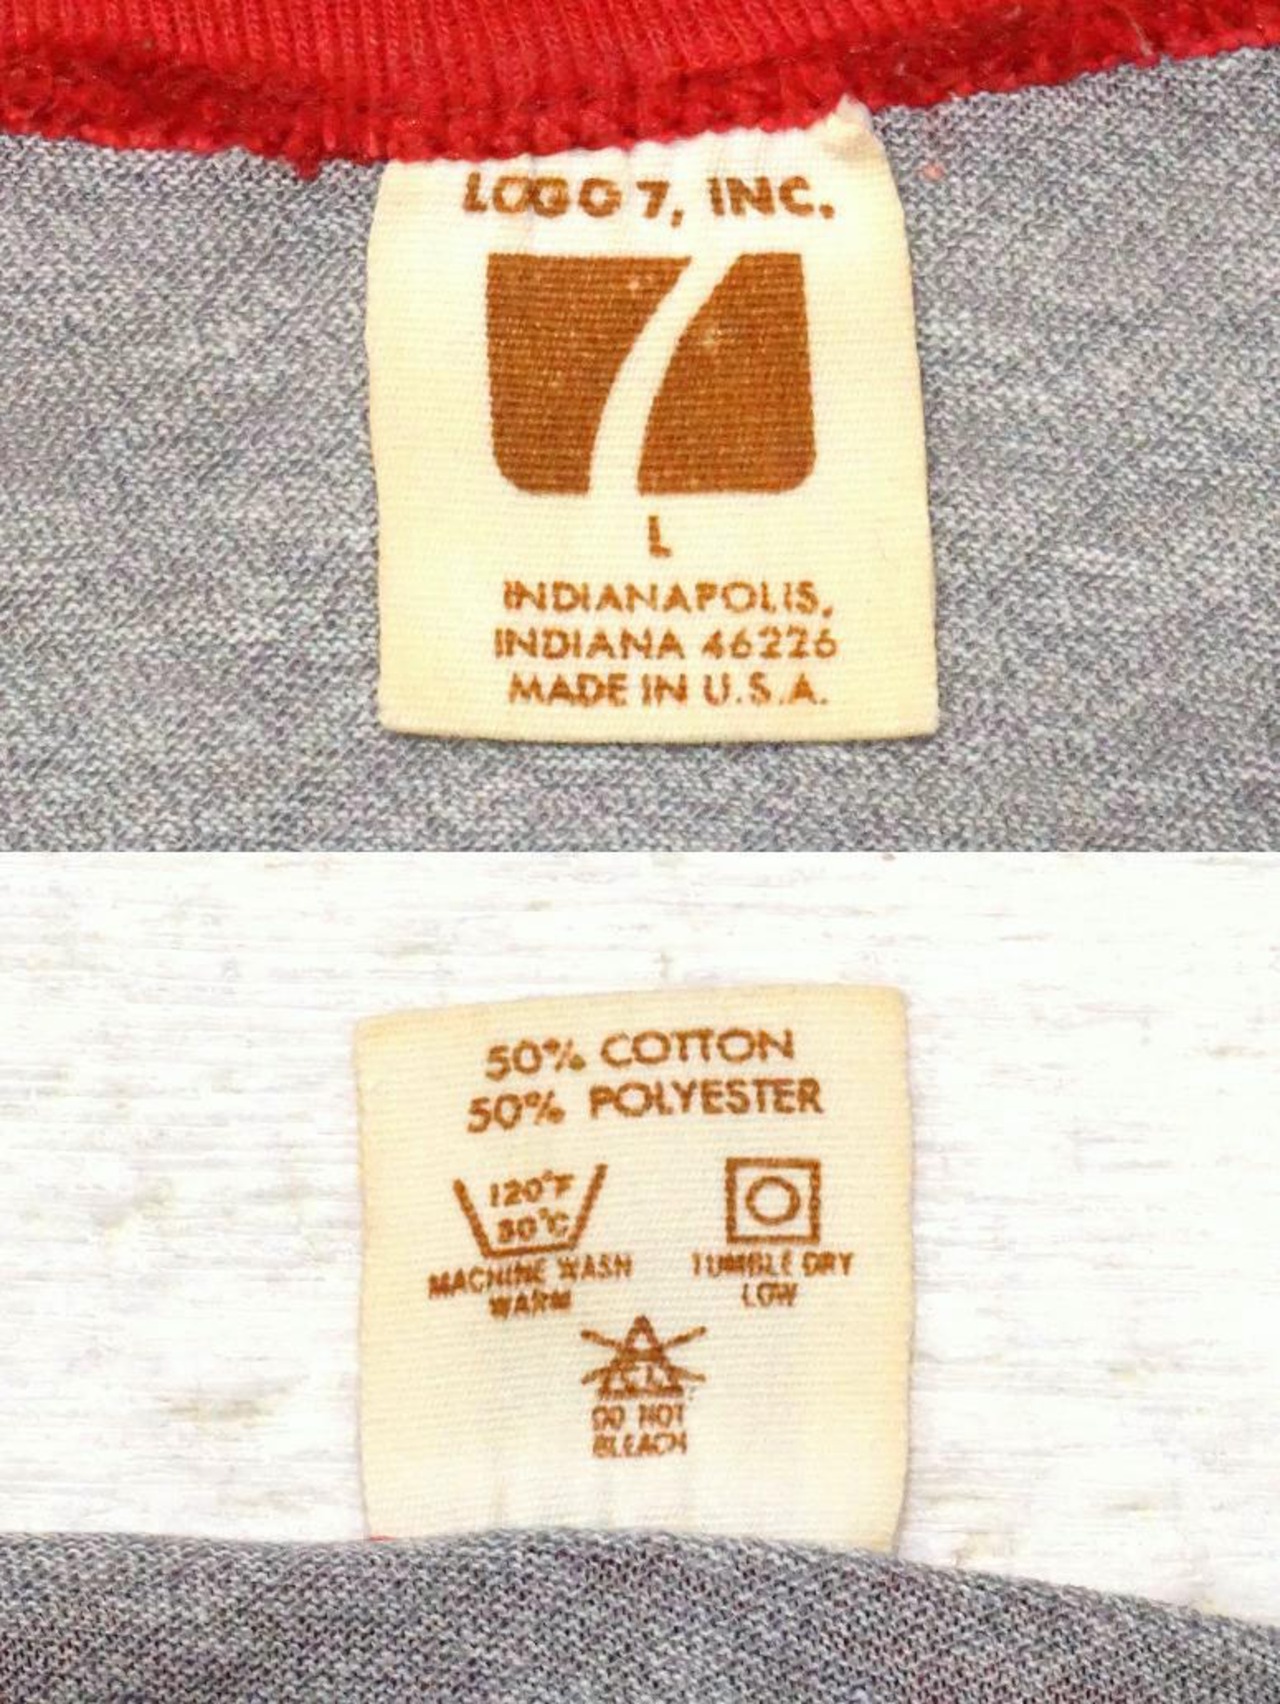 LOGO 7, INC.
7
L
INDIANAPOLIS,
INDIANA 46226
MADE IN U.S.A.
50% COTTON
50% POLYESTER
120°F
50°C
MACHINE WASH
WARM
TUMBLE DRY
LOW
DO NOT
BLEACH